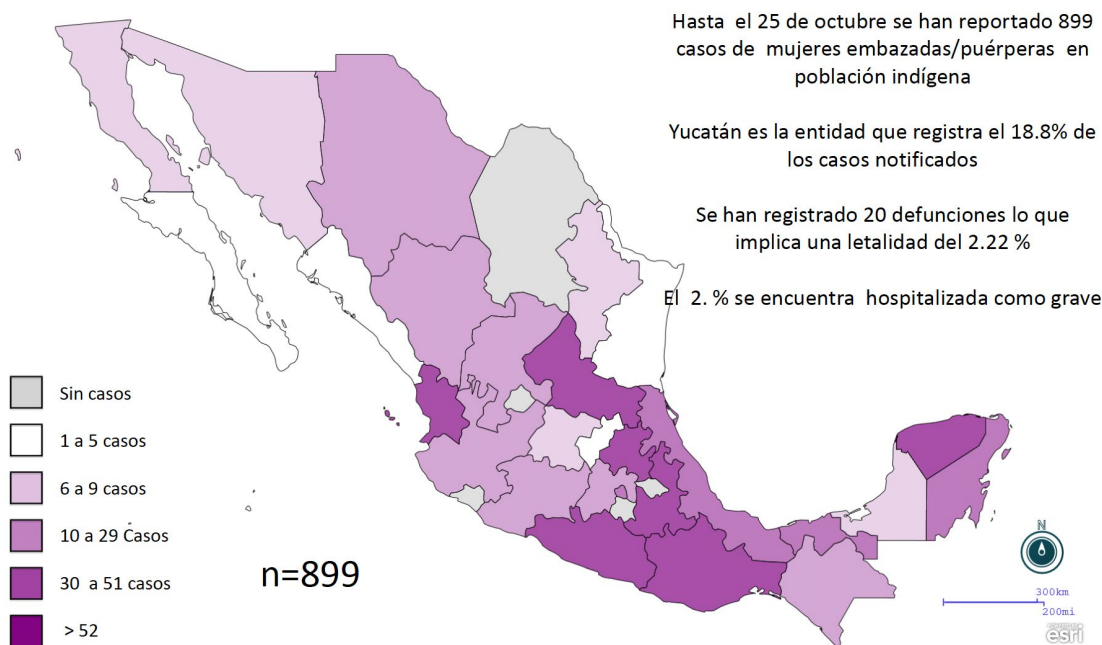 Hasta el 25 de octubre se han reportado 899
casos de mujeres embazadas/puérperas en
población indígena
Yucatán es la entidad que registra el 18.8% de
los casos notificados
Se han registrado 20 defunciones lo que
implica una letalidad del 2.22 %
El 2. % se encuentra hospitalizada como grave
Sin casos
1 a 5 casos
6 a 9 casos
10 a 29 Casos
30 a 51 casos
> 52
n=899
N
300km
200mi
esri